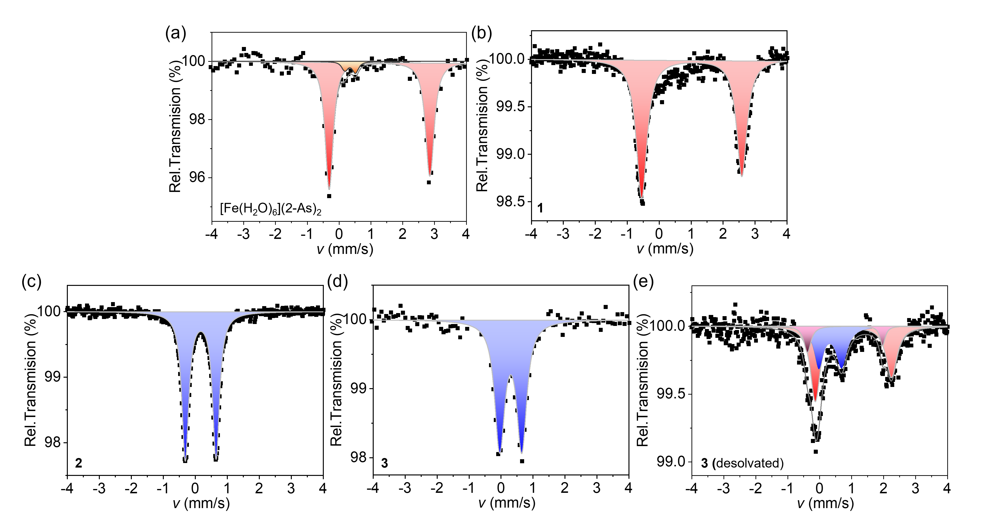 (a)
Rel.Transmision (%)
100
98
96
[Fe(H₂O)₆](2-As)₂
-4 -3 -2 -1 0 1 2 3 4
v (mm/s)
(b)
Rel.Transmision (%)
100.0
99.5
99.0
98.5
1
-4 -3 -2 -1 0 1 2 3 4
v (mm/s)
(c)
Rel.Transmision (%)
100
99
98
2
-4 -3 -2 -1 0 1 2 3 4
v (mm/s)
(d)
Rel.Transmision (%)
100
99
98
3
-4 -3 -2 -1 0 1 2 3 4
v (mm/s)
(e)
Rel.Transmision (%)
100.0
99.5
99.0
3 (desolvated)
-4 -3 -2 -1 0 1 2 3 4
v (mm/s)